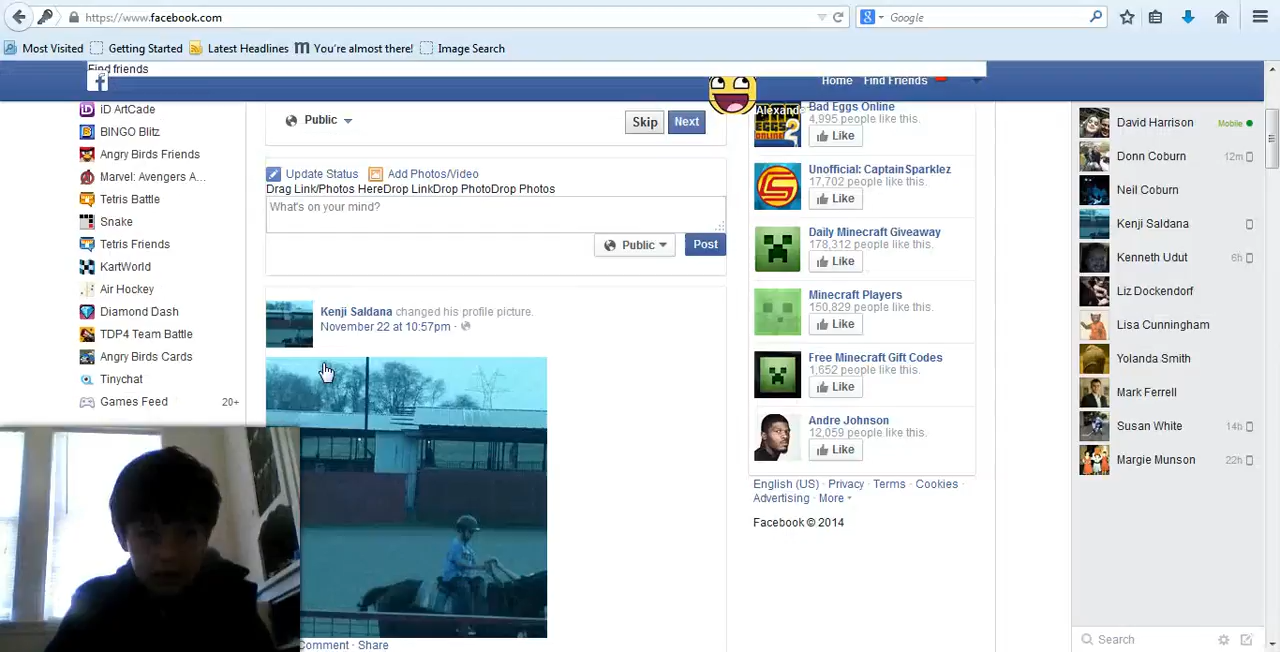 https://www.facebook.com
Google
Most Visited
Getting Started
Latest Headlines
You're almost there!
Image Search
Find friends
Home
Find Friends
iD ArtCade
BINGO Blitz
Angry Birds Friends
Marvel: Avengers A...
Tetris Battle
Snake
Tetris Friends
KartWorld
Air Hockey
Diamond Dash
TDP4 Team Battle
Angry Birds Cards
Tinychat
Games Feed 20+
Public
Skip
Next
Update Status
Add Photos/Video
Drag Link/Photos HereDrop LinkDrop PhotoDrop Photos
What's on your mind?
Public
Post
Kenji Saldana changed his profile picture.
November 22 at 10:57pm ·
Comment · Share
Alexande
Bad Eggs Online
4,995 people like this.
Like
Unofficial: CaptainSparklez
17,702 people like this.
Like
Daily Minecraft Giveaway
178,312 people like this.
Like
Minecraft Players
150,829 people like this.
Like
Free Minecraft Gift Codes
1,652 people like this.
Like
Andre Johnson
12,059 people like this.
Like
English (US) · Privacy · Terms · Cookies ·
Advertising · More
Facebook © 2014
David Harrison Mobile
Donn Coburn 12m
Neil Coburn
Kenji Saldana
Kenneth Udut 6h
Liz Dockendorf
Lisa Cunningham
Yolanda Smith
Mark Ferrell
Susan White 14h
Margie Munson 22h
Search